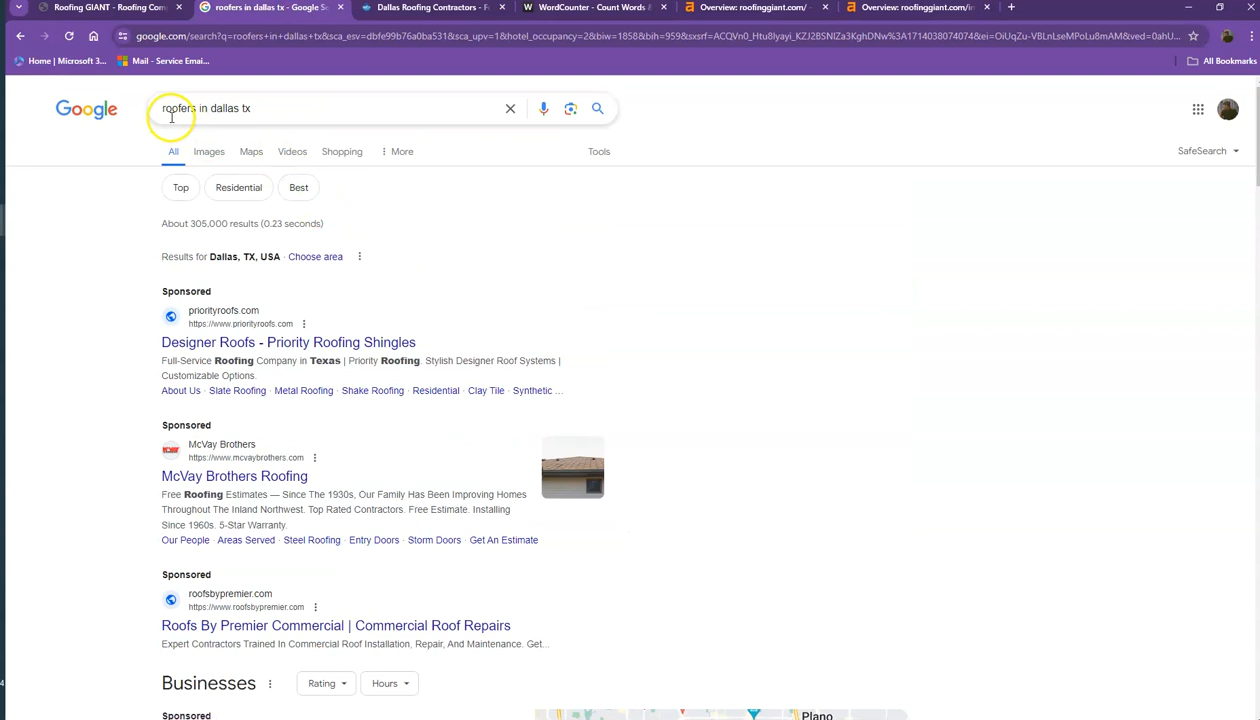 Roofing GIANT - Roofing Comp
roofers in dallas tx - Google Se
Dallas Roofing Contractors - F
WordCounter - Count Words &
Overview: roofinggiant.com/ -
Overview: roofinggiant.com/in
google.com/search?q=roofers+in+dallas+tx&sca_esv=dbfe99b76a0ba531&sca_upv=1&hotel_occupancy=2&biw=1858&bih=959&sxsrf=ACQVn0_Htu8Iyayi_KZJ2BSNIZa3KghDNw%3A1714038074074&ei=OiUqZu-VBLnLseMPoLu04A8&ved=0ahU...
Home | Microsoft 3...
Mail - Service Emai...
All Bookmarks
Google
roofers in dallas tx
All
Images
Maps
Videos
Shopping
More
Tools
SafeSearch
Top
Residential
Best
About 305,000 results (0.23 seconds)
Results for Dallas, TX, USA · Choose area
Sponsored
priorityroofs.com
https://www.priorityroofs.com
Designer Roofs - Priority Roofing Shingles
Full-Service Roofing Company in Texas | Priority Roofing. Stylish Designer Roof Systems |
Customizable Options.
About Us · Slate Roofing · Metal Roofing · Shake Roofing · Residential · Clay Tile · Synthetic ...
Sponsored
McVay Brothers
https://www.mcvaybrothers.com
McVay Brothers Roofing
Free Roofing Estimates — Since The 1930s, Our Family Has Been Improving Homes
Throughout The Inland Northwest. Top Rated Contractors. Free Estimate. Installing
Since 1960s. 5-Star Warranty.
Our People · Areas Served · Steel Roofing · Entry Doors · Storm Doors · Get An Estimate
Sponsored
roofsbypremier.com
https://www.roofsbypremier.com
Roofs By Premier Commercial | Commercial Roof Repairs
Expert Contractors Trained In Commercial Roof Installation, Repair, And Maintenance. Get...
Businesses
Rating
Hours
Sponsored
Plano